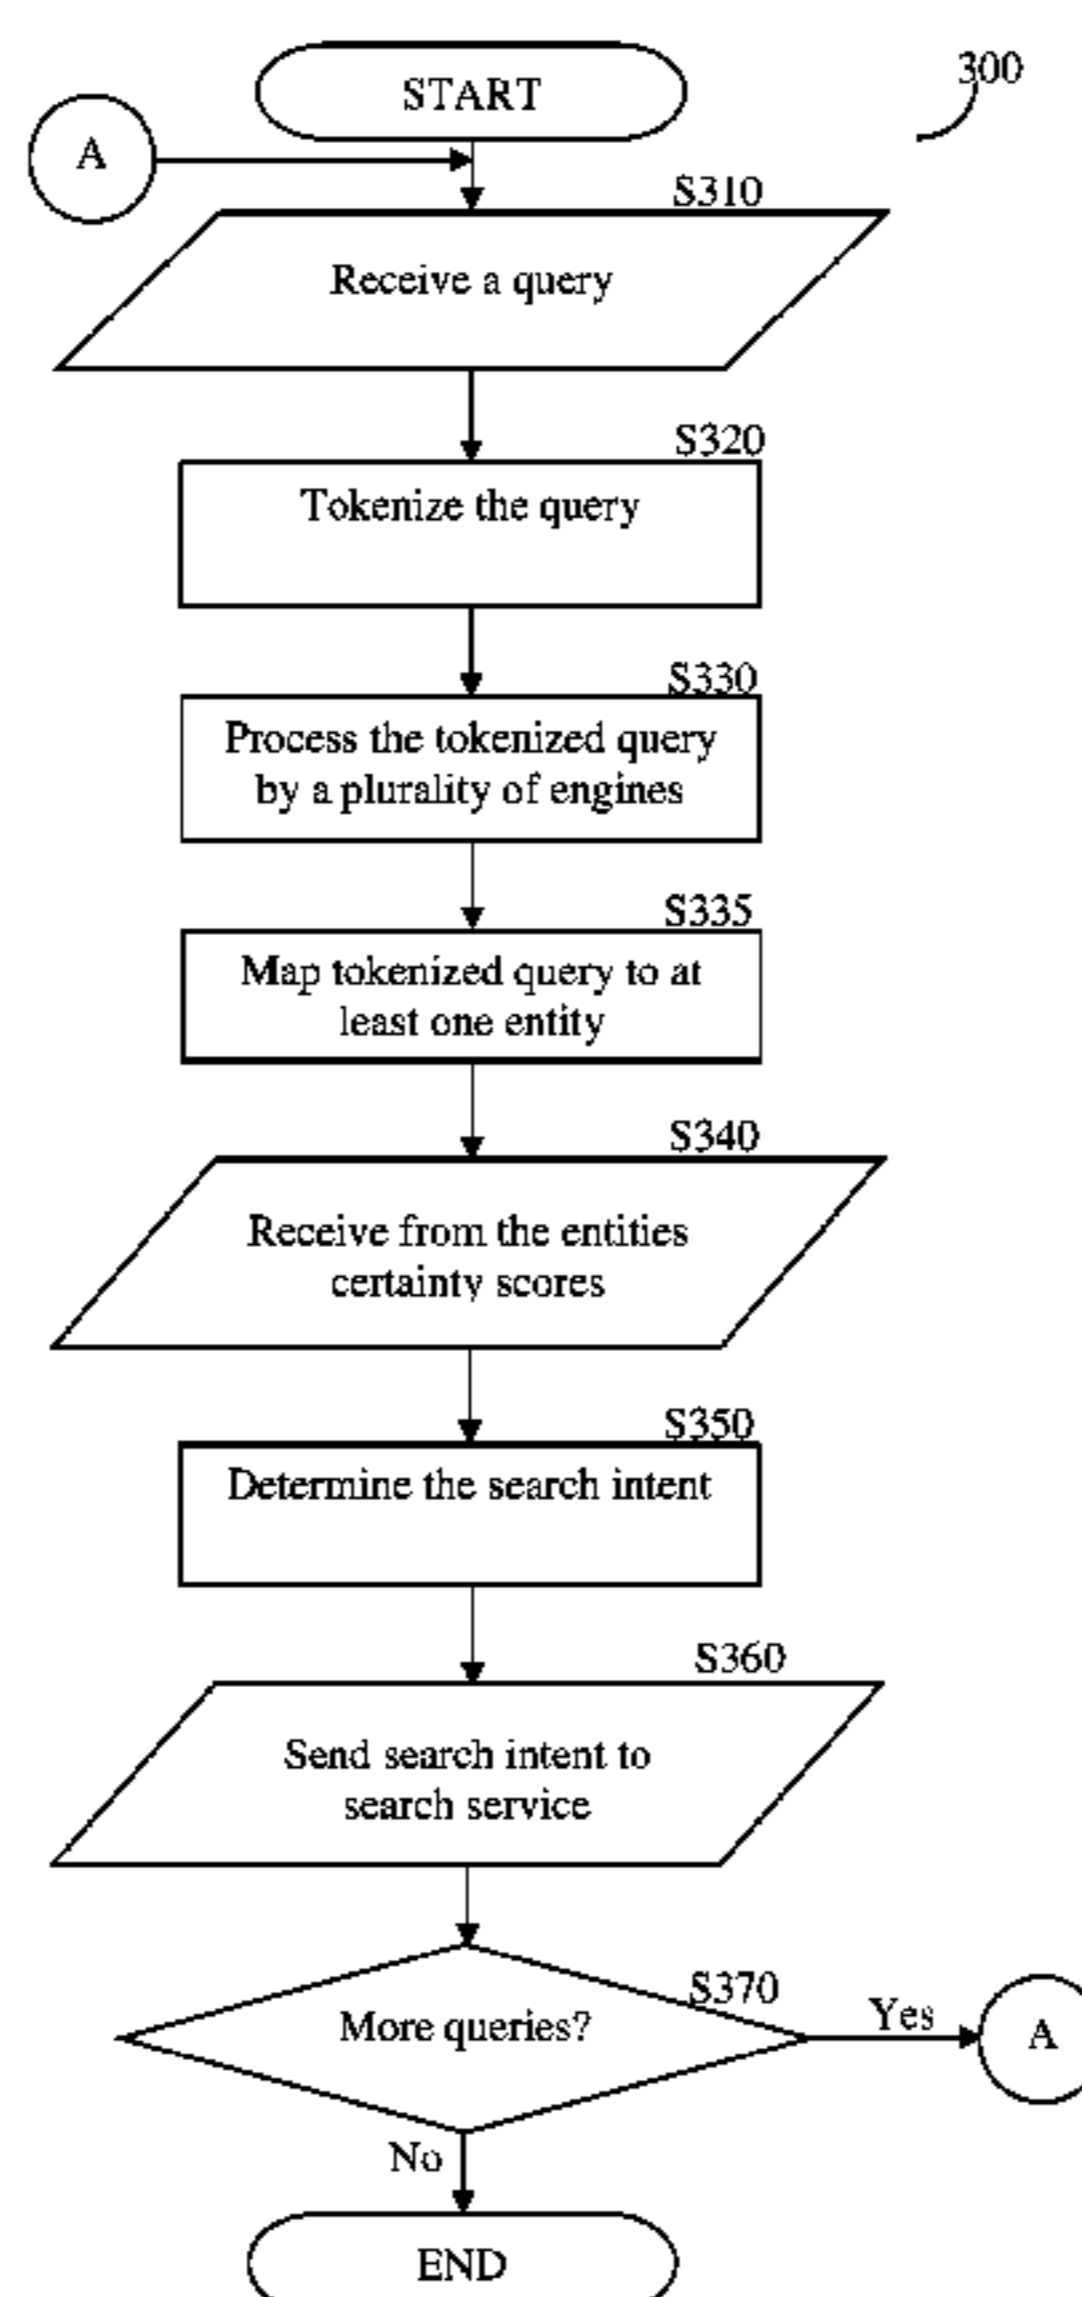 START
300
A
S310
Receive a query
S320
Tokenize the query
S330
Process the tokenized query
by a plurality of engines
S335
Map tokenized query to at
least one entity
S340
Receive from the entities
certainty scores
S350
Determine the search intent
S360
Send search intent to
search service
S370
More queries?
Yes
A
No
END